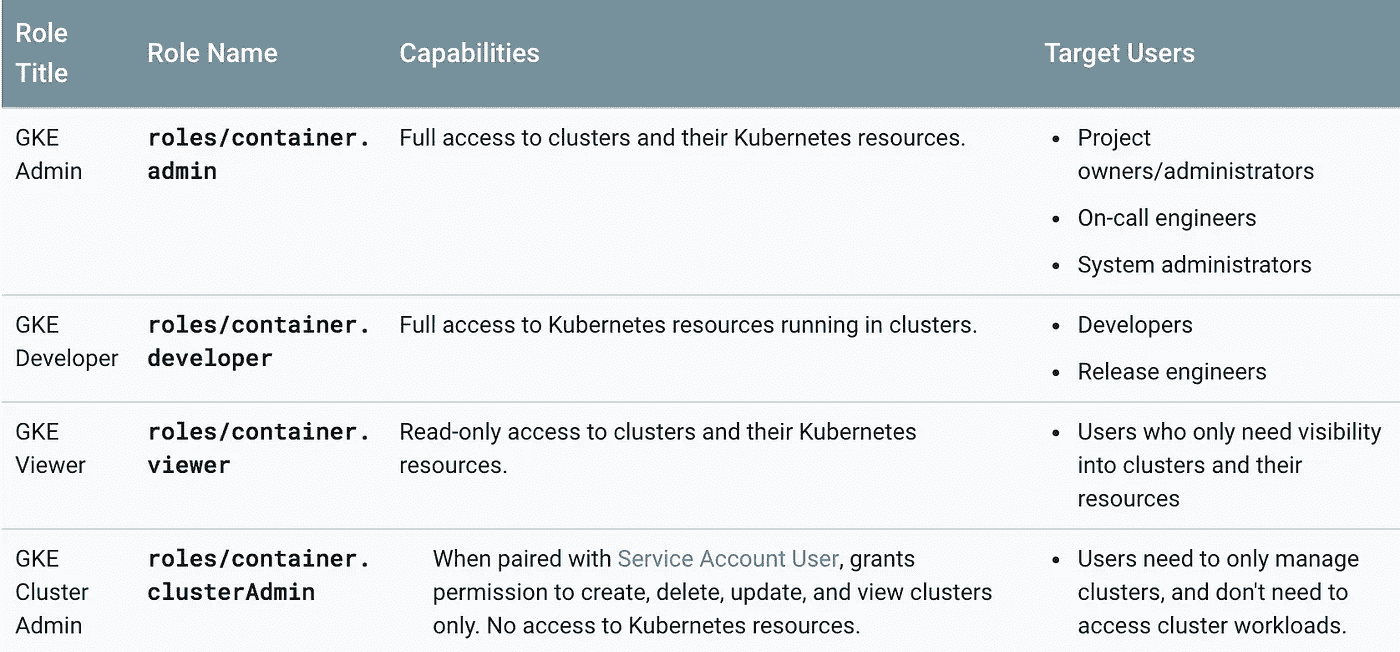 Role
Title
Role Name
Capabilities
Target Users
GKE
Admin
roles/container.
admin
Full access to clusters and their Kubernetes resources.
• Project
owners/administrators
• On-call engineers
• System administrators
GKE
Developer
roles/container.
developer
Full access to Kubernetes resources running in clusters.
• Developers
• Release engineers
GKE
Viewer
roles/container.
viewer
Read-only access to clusters and their Kubernetes
resources.
• Users who only need visibility
into clusters and their
resources
GKE
Cluster
Admin
roles/container.
clusterAdmin
When paired with Service Account User, grants
permission to create, delete, update, and view clusters
only. No access to Kubernetes resources.
• Users need to only manage
clusters, and don't need to
access cluster workloads.